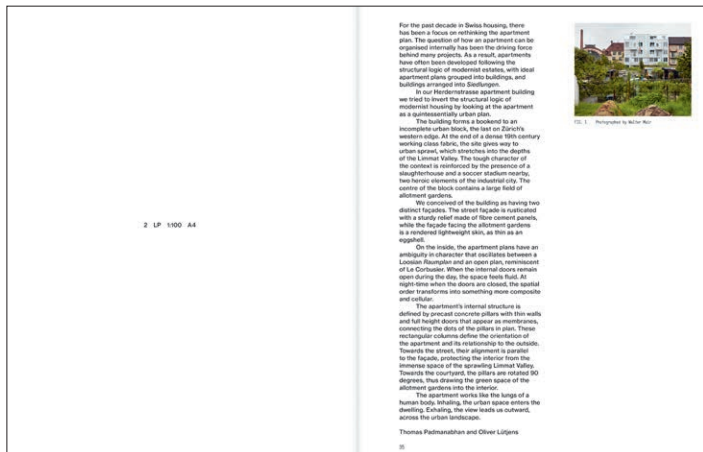 2 LP 1:100 A4
For the past decade in Swiss housing, there
has been a focus on rethinking the apartment
plan. The question of how an apartment can be
organised internally has been the driving force
behind many projects. As a result, apartments
have often been developed following the
structural logic of modernist estates, with ideal
apartment plans grouped into buildings, and
buildings arranged into Siedlungen.
In our Herdernstrasse apartment building
we tried to invert the structural logic of
modernist housing by looking at the apartment
as a quintessentially urban plan.
The building forms a bookend to an
incomplete urban block, the last on Zürich's
western edge. At the end of a dense 19th century
working class fabric, the site gives way to
urban sprawl, which stretches into the depths
of the Limmat Valley. The tough character of
the context is reinforced by the presence of a
slaughterhouse and a soccer stadium nearby,
two heroic elements of the industrial city. The
centre of the block contains a large field of
allotment gardens.
We conceived of the building as having two
distinct façades. The street façade is rusticated
with a sturdy relief made of fibre cement panels,
while the façade facing the allotment gardens
is a rendered lightweight skin, as thin as an
eggshell.
On the inside, the apartment plans have an
ambiguity in character that oscillates between a
Loosian Raumplan and an open plan, reminiscent
of Le Corbusier. When the internal doors remain
open during the day, the space feels fluid. At
night-time when the doors are closed, the spatial
order transforms into something more composite
and cellular.
The apartment's internal structure is
defined by precast concrete pillars with thin walls
and full height doors that appear as membranes,
connecting the dots of the pillars in plan. These
rectangular columns define the orientation of
the apartment and its relationship to the outside.
Towards the street, their alignment is parallel
to the façade, protecting the interior from the
immense space of the sprawling Limmat Valley.
Towards the courtyard, the pillars are rotated 90
degrees, thus drawing the green space of the
allotment gardens into the interior.
The apartment works like the lungs of a
human body. Inhaling, the urban space enters the
dwelling. Exhaling, the view leads us outward,
across the urban landscape.
Thomas Padmanabhan and Oliver Lütjens
35
FIG. 1 Photographed by Walter Mair